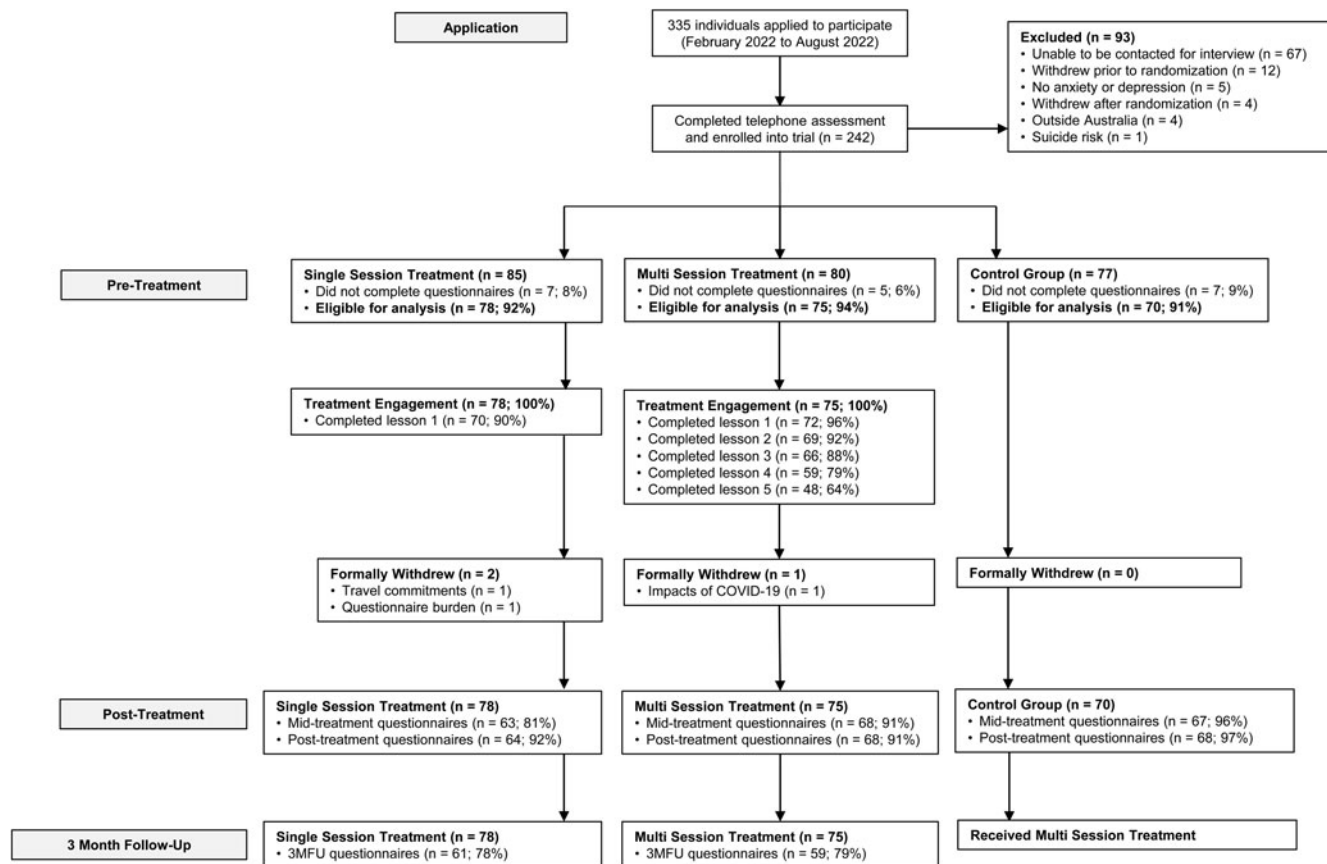 Application
335 individuals applied to participate
(February 2022 to August 2022)
Excluded (n = 93)
• Unable to be contacted for interview (n = 67)
• Withdrew prior to randomization (n = 12)
• No anxiety or depression (n = 5)
• Withdrew after randomization (n = 4)
• Outside Australia (n = 4)
• Suicide risk (n = 1)
Completed telephone assessment
and enrolled into trial (n = 242)
Pre-Treatment
Single Session Treatment (n = 85)
• Did not complete questionnaires (n = 7; 8%)
• Eligible for analysis (n = 78; 92%)
Multi Session Treatment (n = 80)
• Did not complete questionnaires (n = 5; 6%)
• Eligible for analysis (n = 75; 94%)
Control Group (n = 77)
• Did not complete questionnaires (n = 7; 9%)
• Eligible for analysis (n = 70; 91%)
Treatment Engagement (n = 78; 100%)
• Completed lesson 1 (n = 70; 90%)
Treatment Engagement (n = 75; 100%)
• Completed lesson 1 (n = 72; 96%)
• Completed lesson 2 (n = 69; 92%)
• Completed lesson 3 (n = 66; 88%)
• Completed lesson 4 (n = 59; 79%)
• Completed lesson 5 (n = 48; 64%)
Formally Withdrew (n = 2)
• Travel commitments (n = 1)
• Questionnaire burden (n = 1)
Formally Withdrew (n = 1)
• Impacts of COVID-19 (n = 1)
Formally Withdrew (n = 0)
Post-Treatment
Single Session Treatment (n = 78)
• Mid-treatment questionnaires (n = 63; 81%)
• Post-treatment questionnaires (n = 64; 92%)
Multi Session Treatment (n = 75)
• Mid-treatment questionnaires (n = 68; 91%)
• Post-treatment questionnaires (n = 68; 91%)
Control Group (n = 70)
• Mid-treatment questionnaires (n = 67; 96%)
• Post-treatment questionnaires (n = 68; 97%)
3 Month Follow-Up
Single Session Treatment (n = 78)
• 3MFU questionnaires (n = 61; 78%)
Multi Session Treatment (n = 75)
• 3MFU questionnaires (n = 59; 79%)
Received Multi Session Treatment